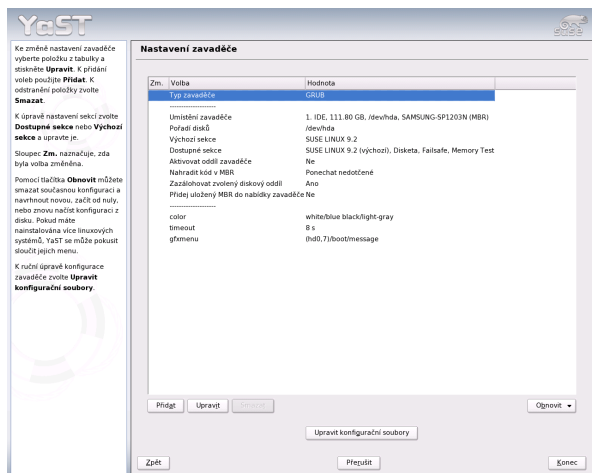 YaST
SUSE
Ke změně nastavení zavaděče
vyberte položku z tabulky a
stiskněte Upravit. K přidání
voleb použijte Přidat. K
odstranění položky zvolte
Smazat.
K úpravě nastavení sekcí zvolte
Dostupné sekce nebo Výchozí
sekce a upravte je.
Sloupec Zm. naznačuje, zda
byla volba změněna.
Pomocí tlačítka Obnovit můžete
smazat současnou konfiguraci a
navrhnout novou, začít od nuly,
nebo znovu načíst konfiguraci z
disku. Pokud máte
nainstalována více linuxových
systémů, YaST se může pokusit
sloučit jejich menu.
K ruční úpravě konfigurace
zavaděče zvolte Upravit
konfigurační soubory.
Nastavení zavaděče
Zm. Volba Hodnota
Typ zavaděče GRUB
-------------------
Umístění zavaděče 1. IDE, 111.80 GB, /dev/hda, SAMSUNG-SP1203N (MBR)
Pořadí disků /dev/hda
Výchozí sekce SUSE LINUX 9.2
Dostupné sekce SUSE LINUX 9.2 (výchozí), Disketa, Failsafe, Memory Test
Aktivovat oddíl zavaděče Ne
Nahradit kód v MBR Ponechat nedotčené
Zazálohovat zvolený diskový oddíl Ano
Přidej uložený MBR do nabídky zavaděče Ne
-------------------
color white/blue black/light-gray
timeout 8 s
gfxmenu (hd0,7)/boot/message
Přidat Upravit Smazat Obnovit
Upravit konfigurační soubory
Zpět Přerušit Konec